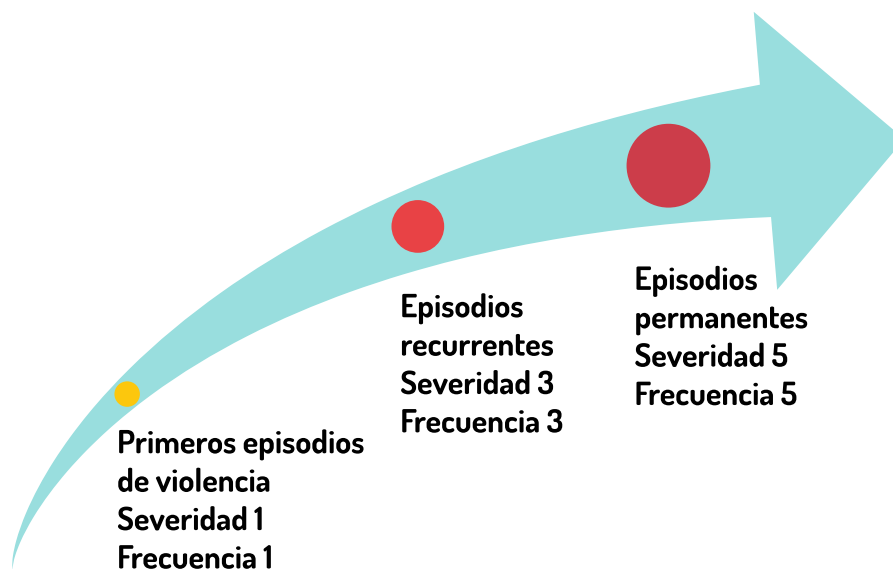 Primeros episodios
de violencia
Severidad 1
Frecuencia 1
Episodios
recurrentes
Severidad 3
Frecuencia 3
Episodios
permanentes
Severidad 5
Frecuencia 5